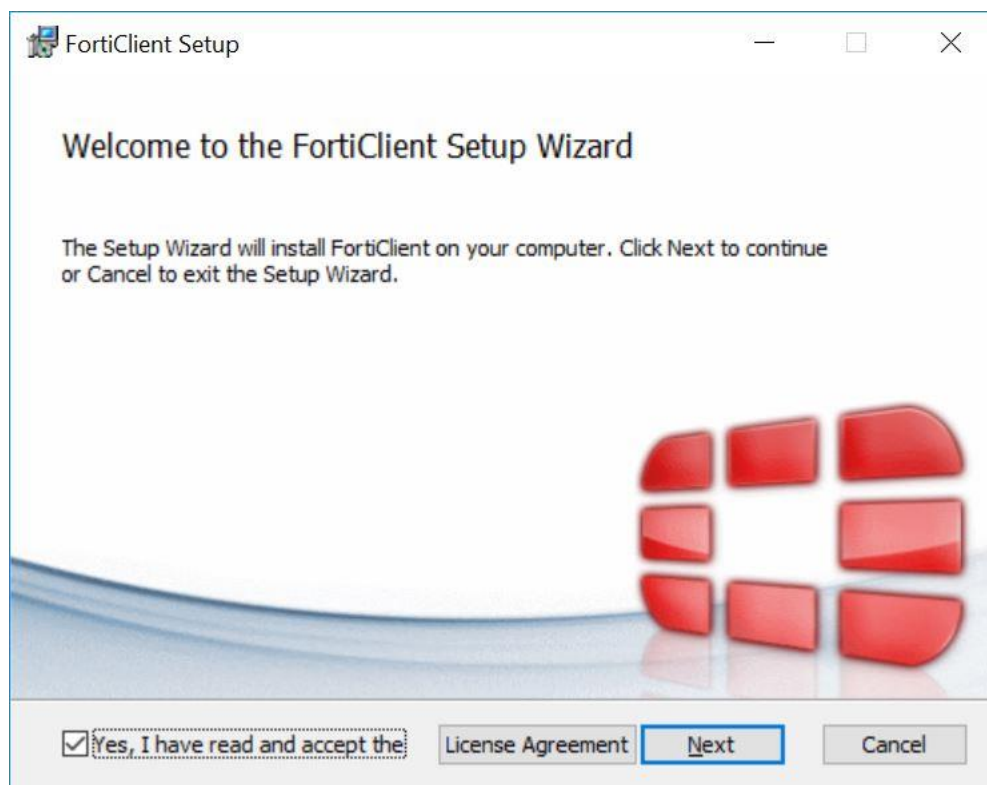 FortiClient Setup
Welcome to the FortiClient Setup Wizard
The Setup Wizard will install FortiClient on your computer. Click Next to continue
or Cancel to exit the Setup Wizard.
Yes, I have read and accept the License Agreement Next Cancel